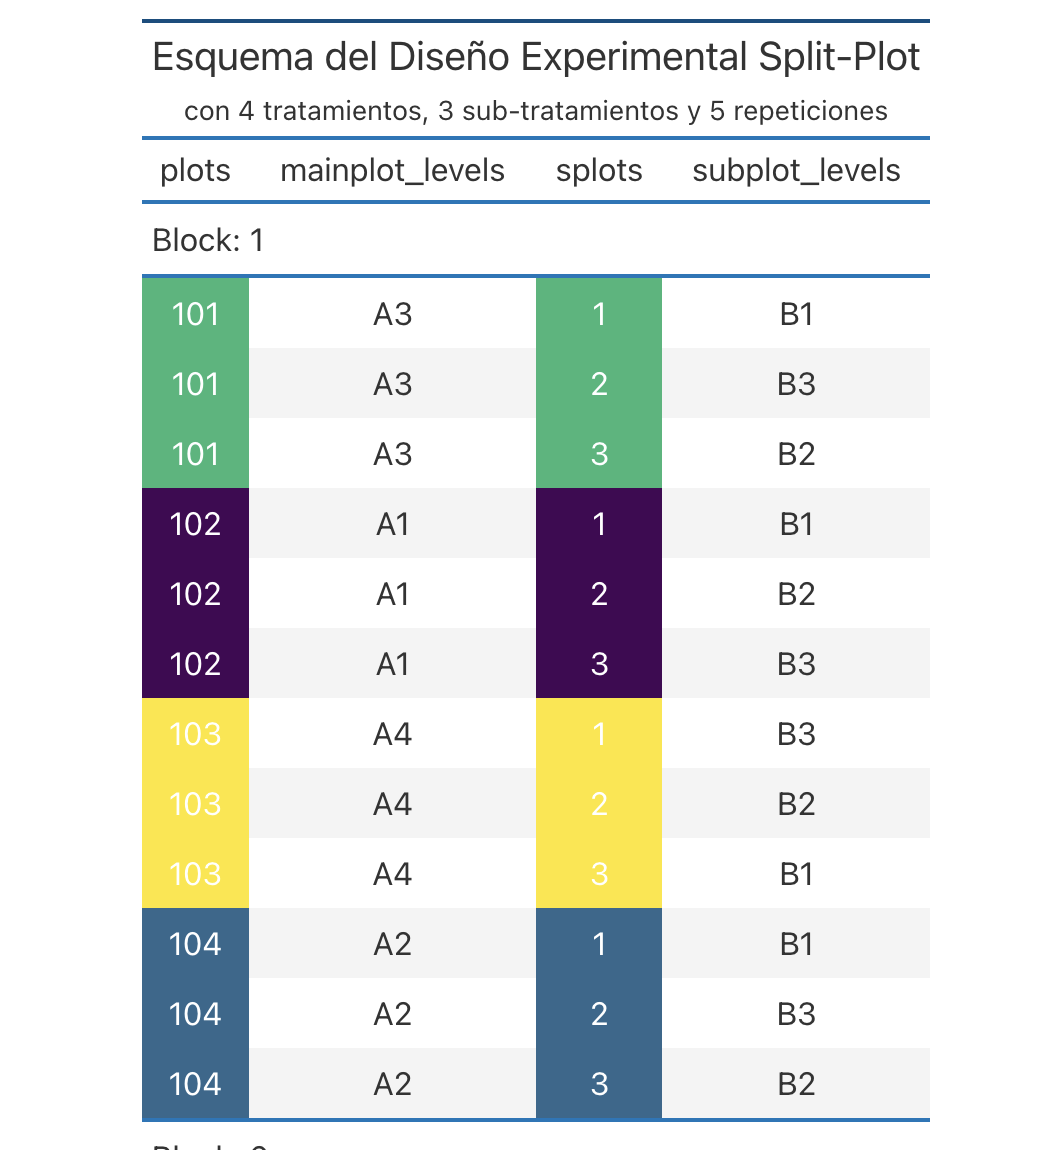 Esquema del Diseño Experimental Split-Plot
con 4 tratamientos, 3 sub-tratamientos y 5 repeticiones
plots mainplot_levels splots subplot_levels
Block: 1
101 A3 1 B1
101 A3 2 B3
101 A3 3 B2
102 A1 1 B1
102 A1 2 B2
102 A1 3 B3
103 A4 1 B3
103 A4 2 B2
103 A4 3 B1
104 A2 1 B1
104 A2 2 B3
104 A2 3 B2